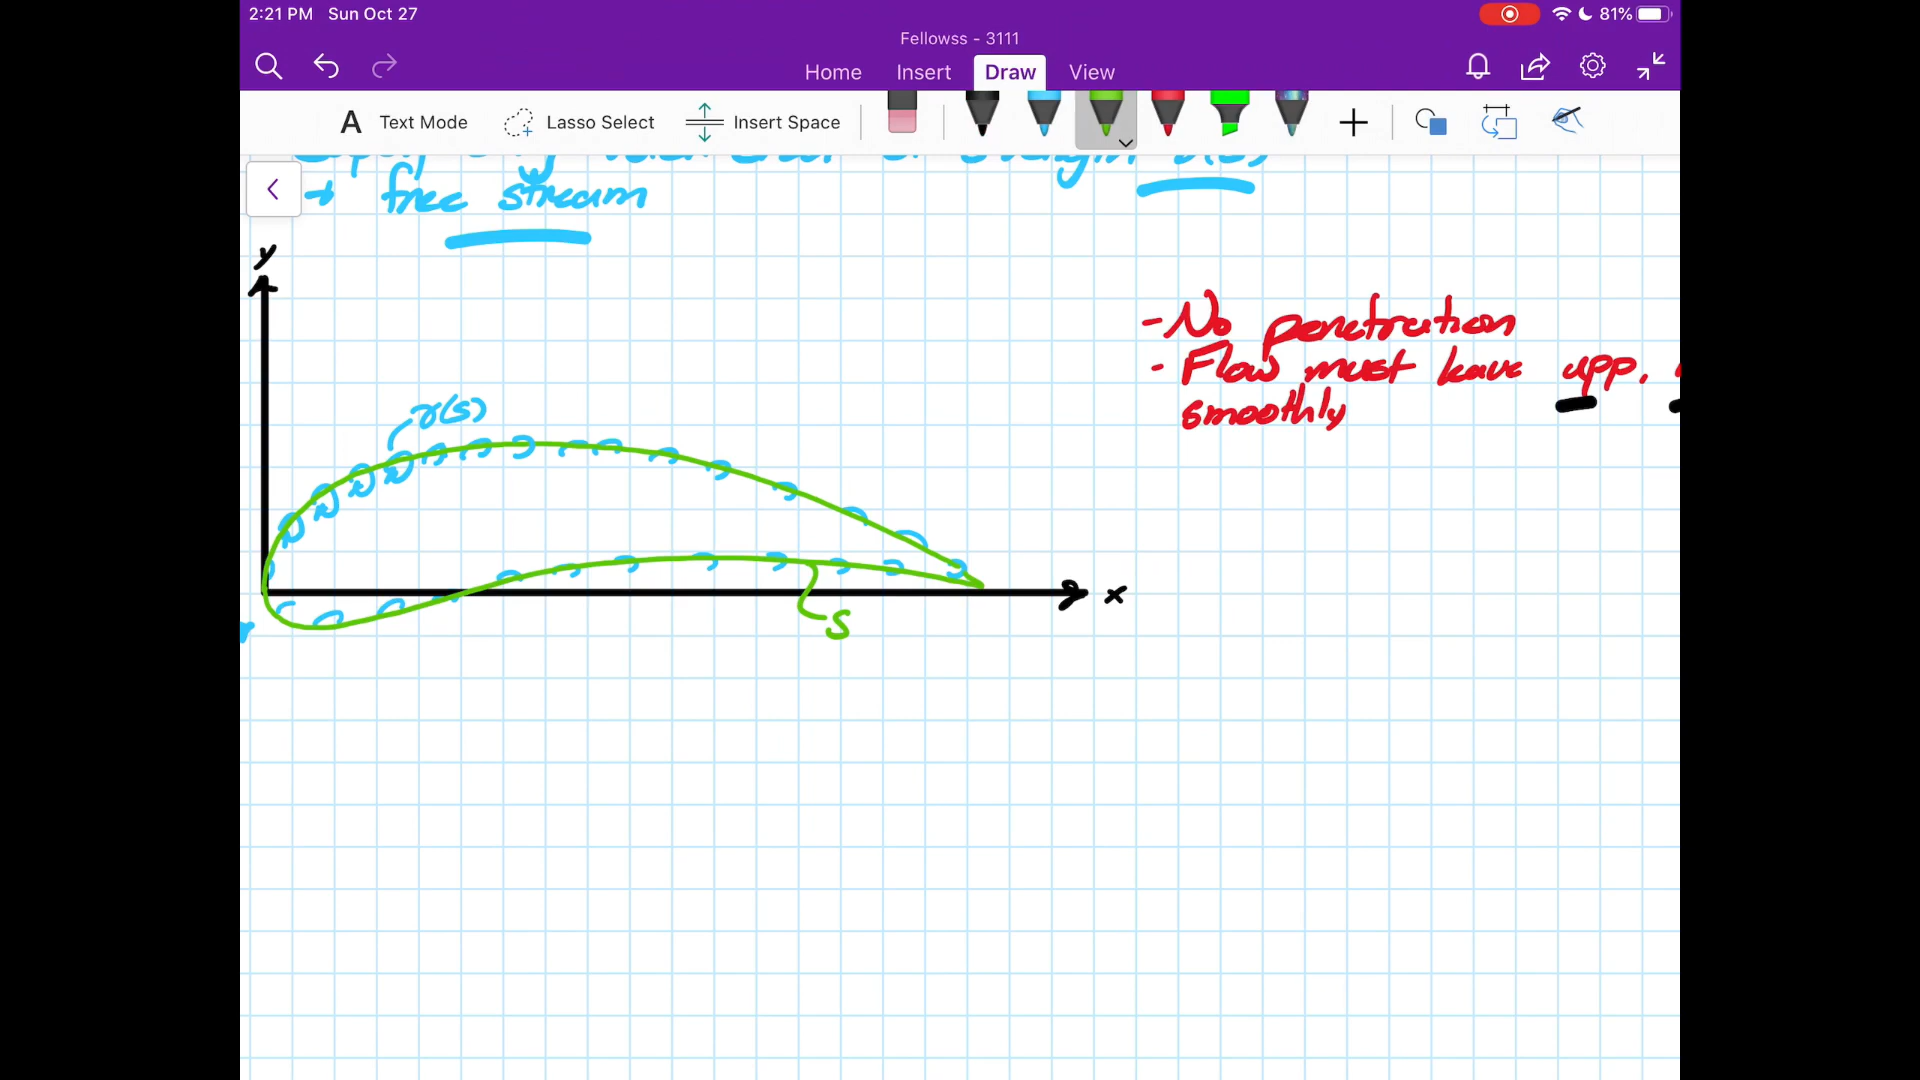 2:21 PM Sun Oct 27
81%
Fellowss - 3111
Home Insert Draw View
A Text Mode Lasso Select Insert Space
→ free stream
y
- No penetration
- Flow must leave upp.
smoothly
γ(s)
x
S